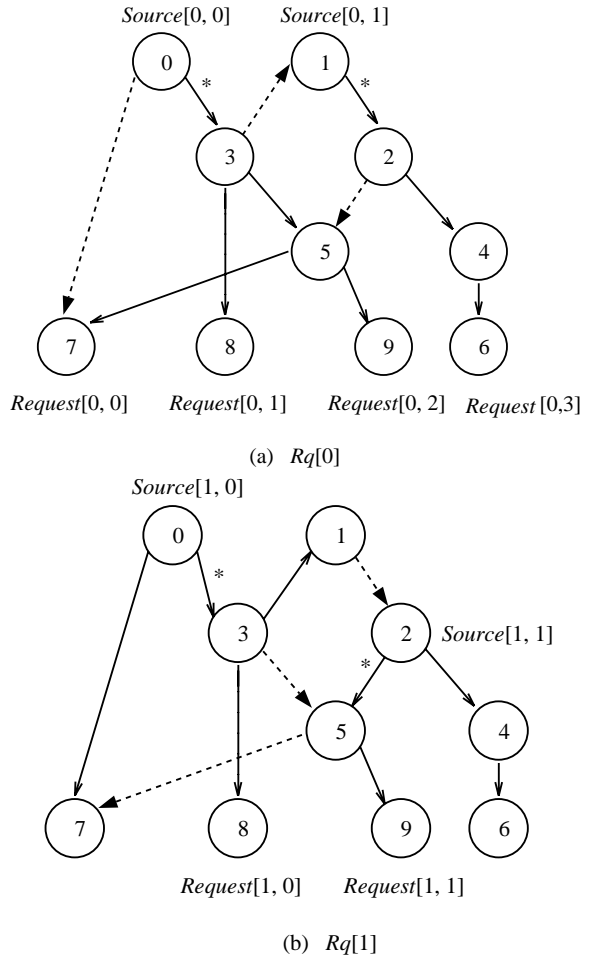 Source[0, 0] Source[0, 1]
0 1
*
*
3 2
5 4
7 8 9 6
Request[0, 0] Request[0, 1] Request[0, 2] Request [0,3]
(a) Rq[0]
Source[1, 0]
0 1
*
3 2 Source[1, 1]
*
5 4
7 8 9 6
Request[1, 0] Request[1, 1]
(b) Rq[1]